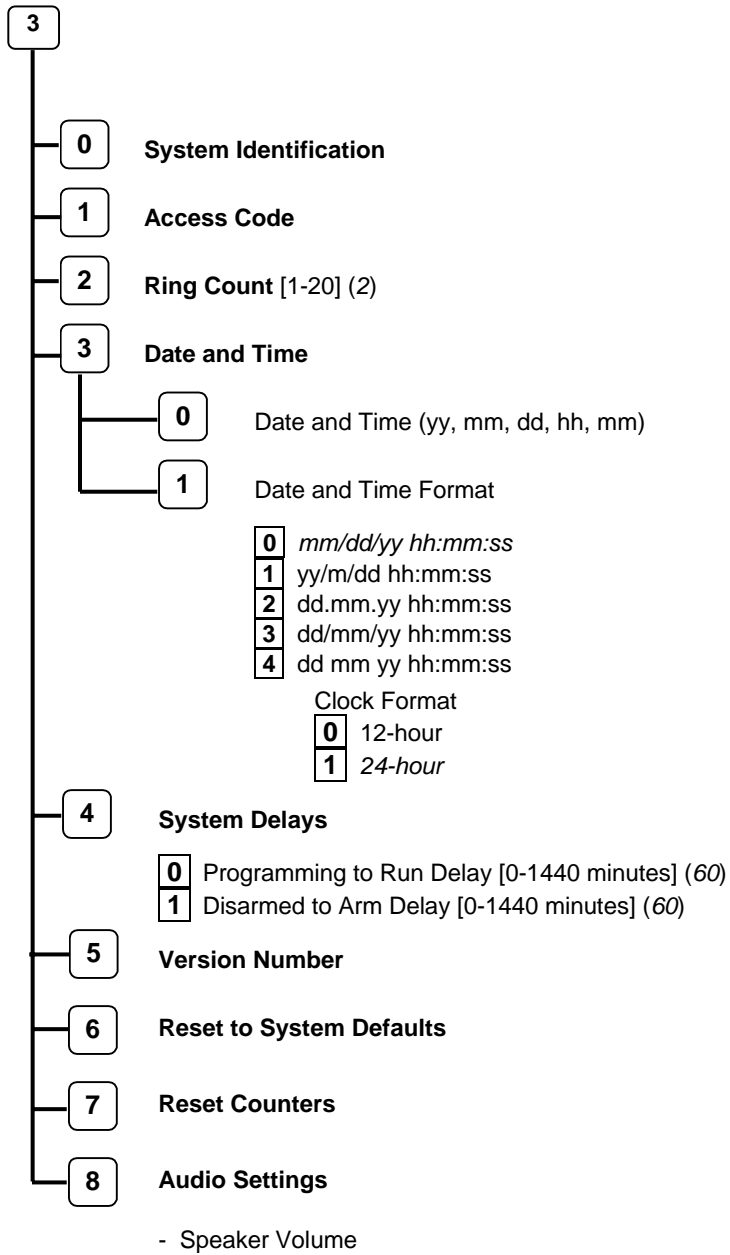 3
0 System Identification
1 Access Code
2 Ring Count [1-20] (2)
3 Date and Time
0 Date and Time (yy, mm, dd, hh, mm)
1 Date and Time Format
0 mm/dd/yy hh:mm:ss
1 yy/m/dd hh:mm:ss
2 dd.mm.yy hh:mm:ss
3 dd/mm/yy hh:mm:ss
4 dd mm yy hh:mm:ss
Clock Format
0 12-hour
1 24-hour
4 System Delays
0 Programming to Run Delay [0-1440 minutes] (60)
1 Disarmed to Arm Delay [0-1440 minutes] (60)
5 Version Number
6 Reset to System Defaults
7 Reset Counters
8 Audio Settings
- Speaker Volume